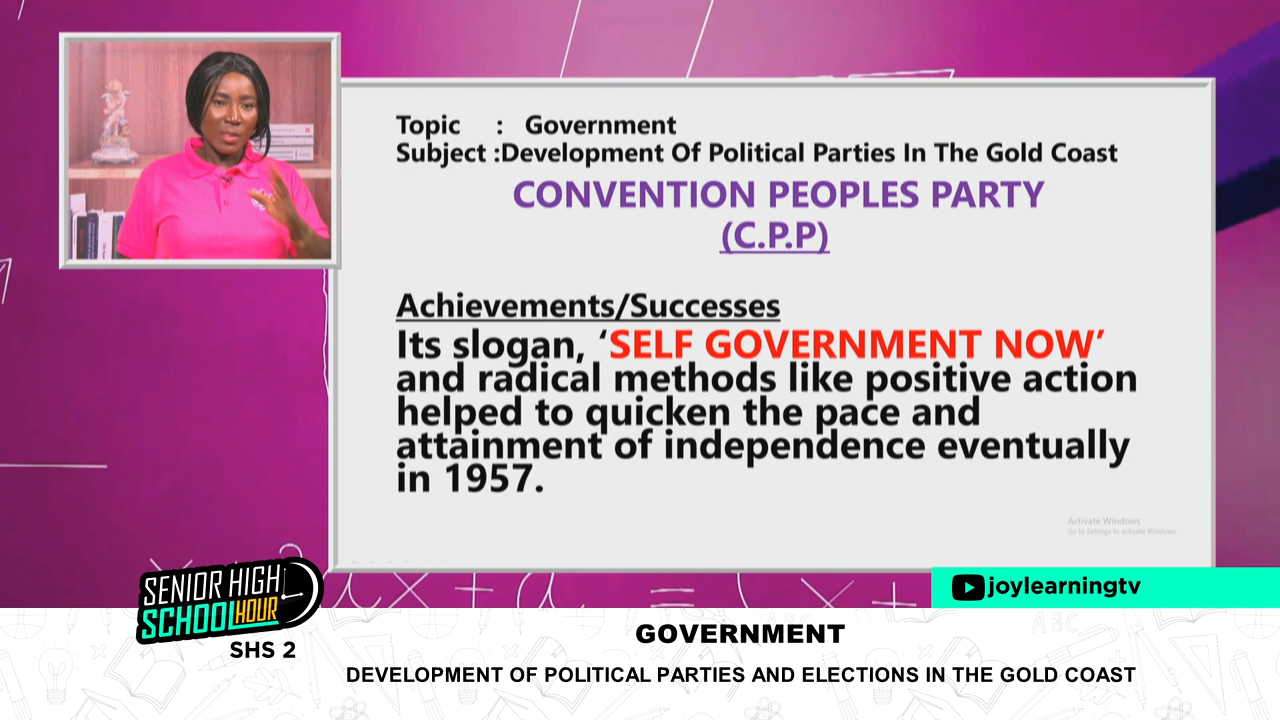 Topic : Government
Subject :Development Of Political Parties In The Gold Coast
CONVENTION PEOPLES PARTY
(C.P.P)
Achievements/Successes
Its slogan, ‘SELF GOVERNMENT NOW’
and radical methods like positive action
helped to quicken the pace and
attainment of independence eventually
in 1957.
Activate Windows
Go to Settings to activate Windows.
joylearningtv
SENIOR HIGH
SCHOOL HOUR
SHS 2
GOVERNMENT
DEVELOPMENT OF POLITICAL PARTIES AND ELECTIONS IN THE GOLD COAST
ABC